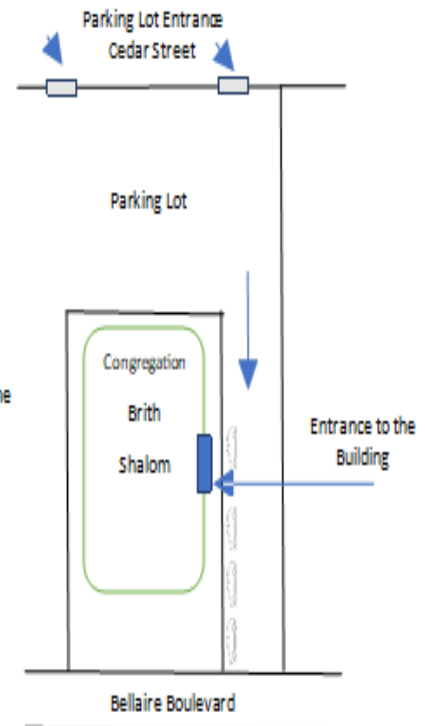 Parking Lot Entrance
Cedar Street
Parking Lot
Congregation
Brith
Shalom
Entrance to the
Building
Bellaire Boulevard